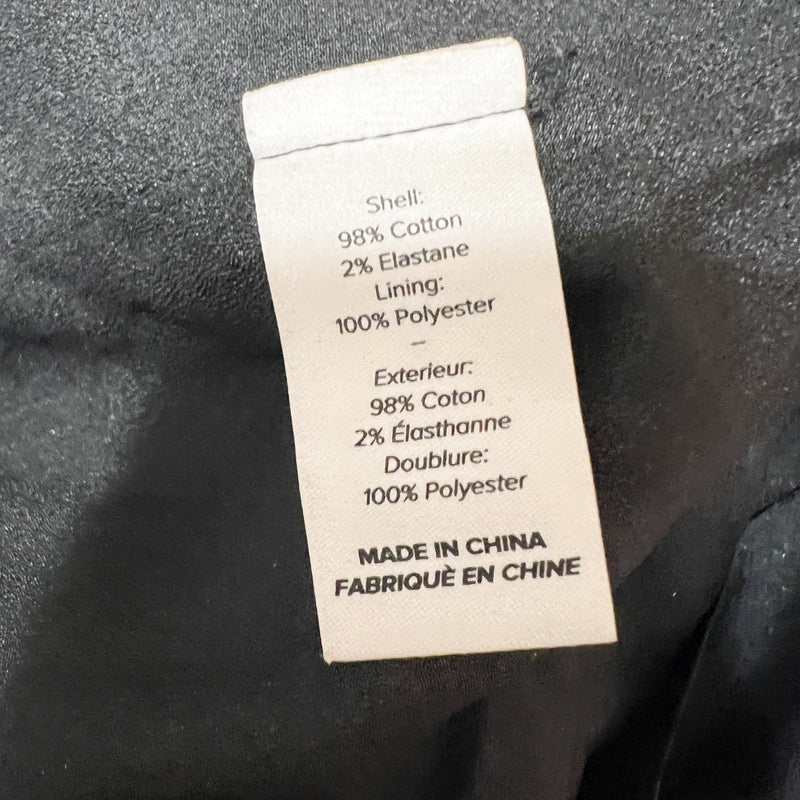 Shell:
98% Cotton
2% Elastane
Lining:
100% Polyester
–
Exterieur:
98% Coton
2% Élasthanne
Doublure:
100% Polyester
MADE IN CHINA
FABRIQUÈ EN CHINE